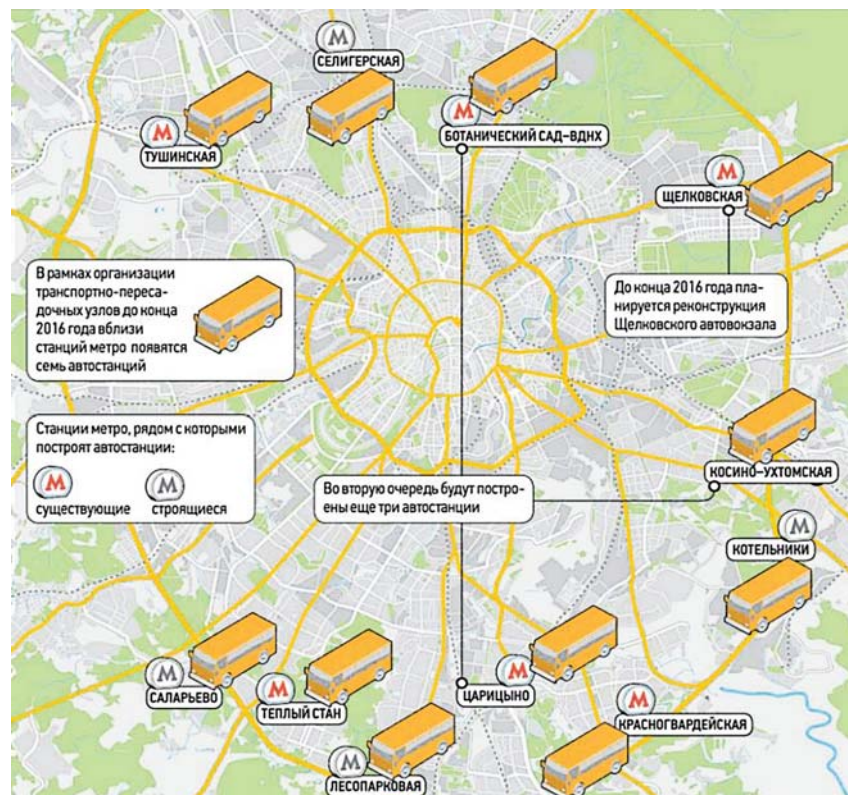 М
СЕЛИГЕРСКАЯ
М
ТУШИНСКАЯ
М
БОТАНИЧЕСКИЙ САД–ВДНХ
М
ЩЕЛКОВСКАЯ
В рамках организации
транспортно-переса-
дочных узлов до конца
2016 года вблизи
станций метро появятся
семь автостанций
До конца 2016 года пла-
нируется реконструкция
Щелковского автовокзала
Станции метро, рядом с которыми
построят автостанции:
М
существующие
М
строящиеся
КОСИНО–УХТОМСКАЯ
Во вторую очередь будут постро-
ены еще три автостанции
М
КОТЕЛЬНИКИ
М
САЛАРЬЕВО
М
ТЕПЛЫЙ СТАН
М
ЦАРИЦЫНО
М
КРАСНОГВАРДЕЙСКАЯ
М
ЛЕСОПАРКОВАЯ